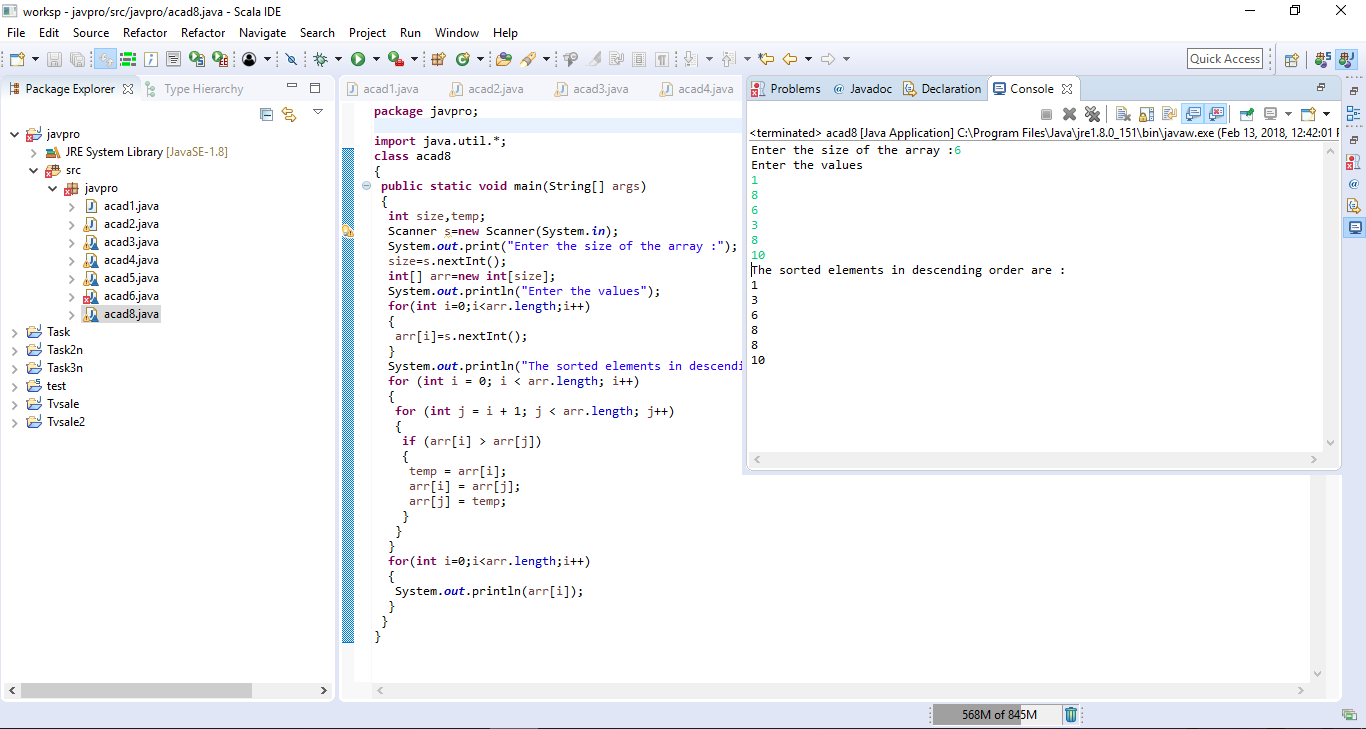 worksp - javpro/src/javpro/acad8.java - Scala IDE
File Edit Source Refactor Refactor Navigate Search Project Run Window Help
Quick Access
Package Explorer
Type Hierarchy
javpro
JRE System Library [JavaSE-1.8]
src
javpro
acad1.java
acad2.java
acad3.java
acad4.java
acad5.java
acad6.java
acad8.java
Task
Task2n
Task3n
test
Tvsale
Tvsale2
acad1.java acad2.java acad3.java acad4.java
package javpro;
import java.util.*;
class acad8
{
public static void main(String[] args)
{
int size,temp;
Scanner s=new Scanner(System.in);
System.out.print("Enter the size of the array :");
size=s.nextInt();
int[] arr=new int[size];
System.out.println("Enter the values");
for(int i=0;i<arr.length;i++)
{
arr[i]=s.nextInt();
}
System.out.println("The sorted elements in descendi
for (int i = 0; i < arr.length; i++)
{
for (int j = i + 1; j < arr.length; j++)
{
if (arr[i] > arr[j])
{
temp = arr[i];
arr[i] = arr[j];
arr[j] = temp;
}
}
}
for(int i=0;i<arr.length;i++)
{
System.out.println(arr[i]);
}
}
}
Problems @ Javadoc Declaration Console
<terminated> acad8 [Java Application] C:\Program Files\Java\jre1.8.0_151\bin\javaw.exe (Feb 13, 2018, 12:42:01
Enter the size of the array :6
Enter the values
1
8
6
3
8
10
The sorted elements in descending order are :
1
3
6
8
8
10
568M of 845M